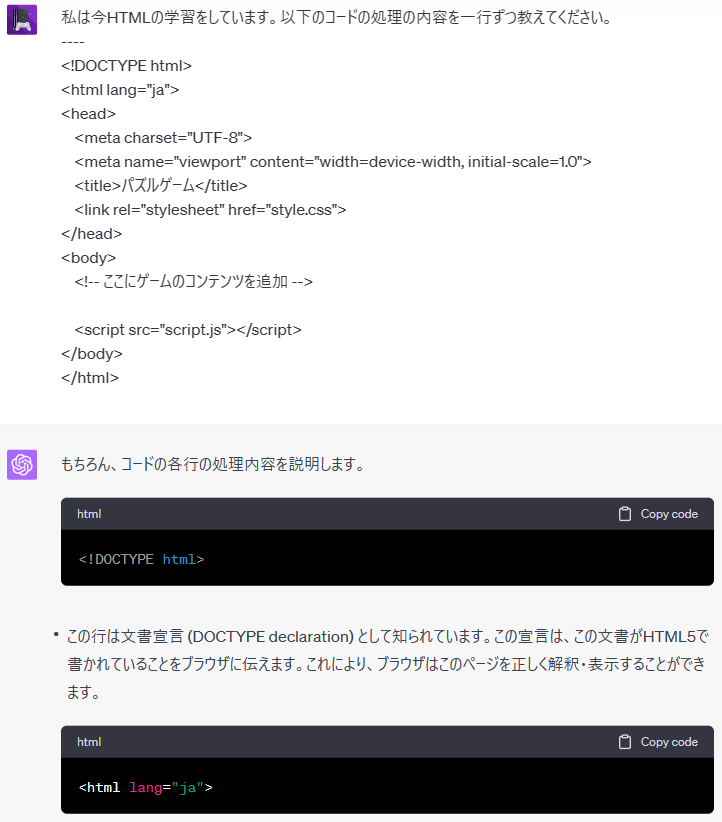 私は今HTMLの学習をしています。以下のコードの処理の内容を一行ずつ教えてください。
----
<!DOCTYPE html>
<html lang="ja">
<head>
<meta charset="UTF-8">
<meta name="viewport" content="width=device-width, initial-scale=1.0">
<title>パズルゲーム</title>
<link rel="stylesheet" href="style.css">
</head>
<body>
<!-- ここにゲームのコンテンツを追加 -->
<script src="script.js"></script>
</body>
</html>
もちろん、コードの各行の処理内容を説明します。
html Copy code
<!DOCTYPE html>
• この行は文書宣言 (DOCTYPE declaration) として知られています。この宣言は、この文書がHTML5で
書かれていることをブラウザに伝えます。これにより、ブラウザはこのページを正しく解釈・表示することができ
ます。
html Copy code
<html lang="ja">